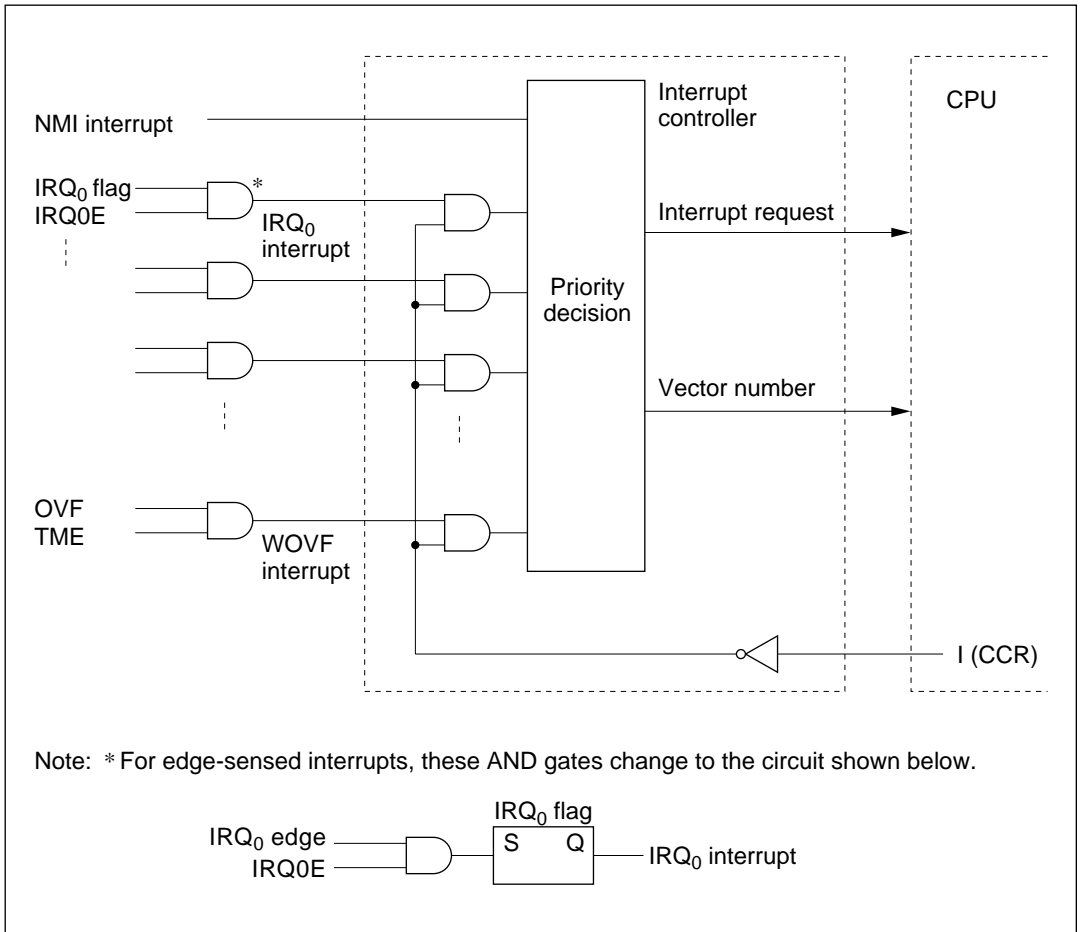 NMI interrupt
IRQ₀ flag
IRQ0E
*
IRQ₀
interrupt
OVF
TME
WOVF
interrupt
Priority
decision
Interrupt
controller
Interrupt request
Vector number
CPU
I (CCR)
Note: * For edge-sensed interrupts, these AND gates change to the circuit shown below.
IRQ₀ flag
IRQ₀ edge
IRQ0E
S Q
IRQ₀ interrupt